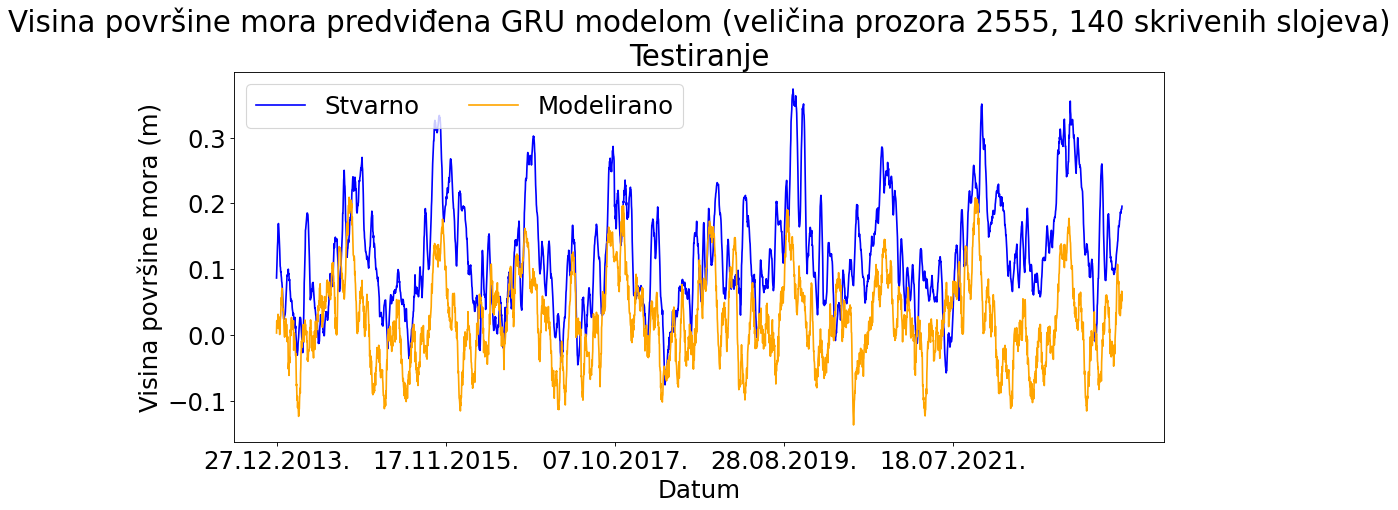 Visina površine mora predviđena GRU modelom (veličina prozora 2555, 140 skrivenih slojeva)
Testiranje
Stvarno Modelirano
Visina površine mora (m)
0.3
0.2
0.1
0.0
−0.1
27.12.2013. 17.11.2015. 07.10.2017. 28.08.2019. 18.07.2021.
Datum